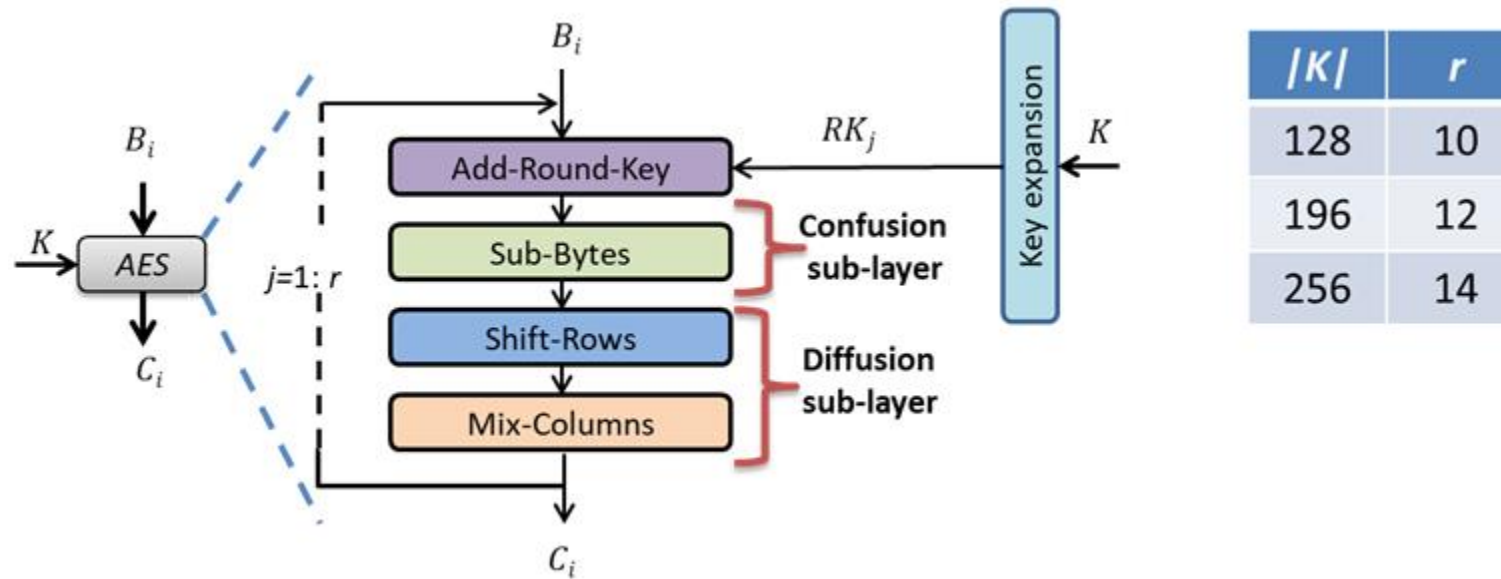 B_i
K
AES
C_i
j=1: r
B_i
Add-Round-Key
Sub-Bytes
Shift-Rows
Mix-Columns
C_i
RK_j
Confusion
sub-layer
Diffusion
sub-layer
Key expansion
K
|K| r
128 10
196 12
256 14